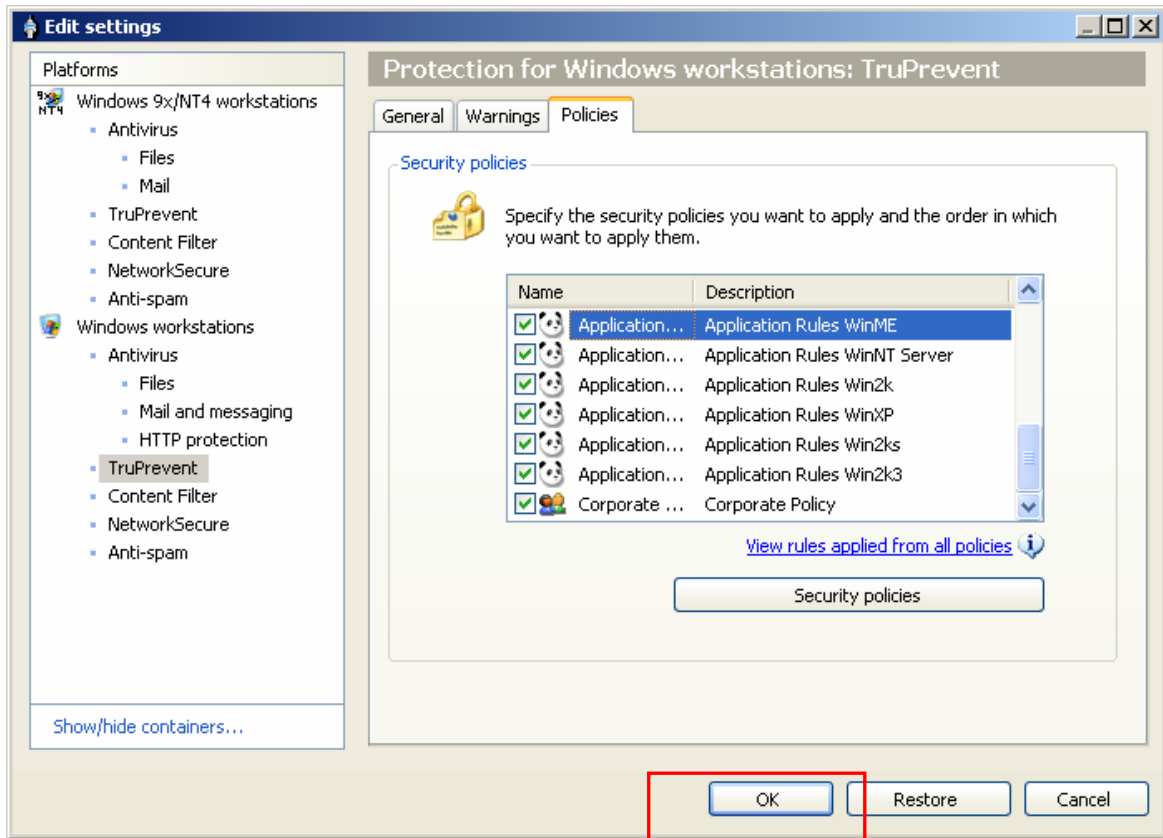 Edit settings
Platforms
9x
NT4
Windows 9x/NT4 workstations
Antivirus
Files
Mail
TruPrevent
Content Filter
NetworkSecure
Anti-spam
Windows workstations
Antivirus
Files
Mail and messaging
HTTP protection
TruPrevent
Content Filter
NetworkSecure
Anti-spam
Show/hide containers...
Protection for Windows workstations: TruPrevent
General Warnings Policies
Security policies
Specify the security policies you want to apply and the order in which
you want to apply them.
Name Description
Application... Application Rules WinME
Application... Application Rules WinNT Server
Application... Application Rules Win2k
Application... Application Rules WinXP
Application... Application Rules Win2ks
Application... Application Rules Win2k3
Corporate ... Corporate Policy
View rules applied from all policies
Security policies
OK Restore Cancel